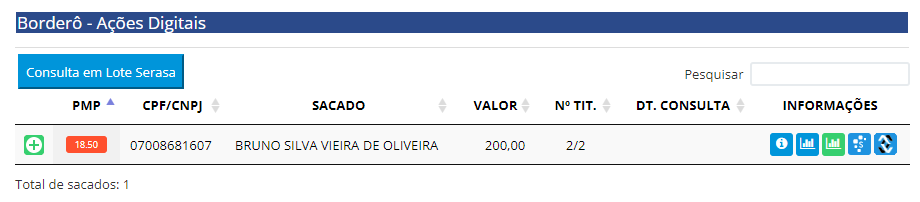 Borderô - Ações Digitais
Consulta em Lote Serasa
Pesquisar
PMP CPF/CNPJ SACADO VALOR Nº TIT. DT. CONSULTA INFORMAÇÕES
18.50 07008681607 BRUNO SILVA VIEIRA DE OLIVEIRA 200,00 2/2
Total de sacados: 1